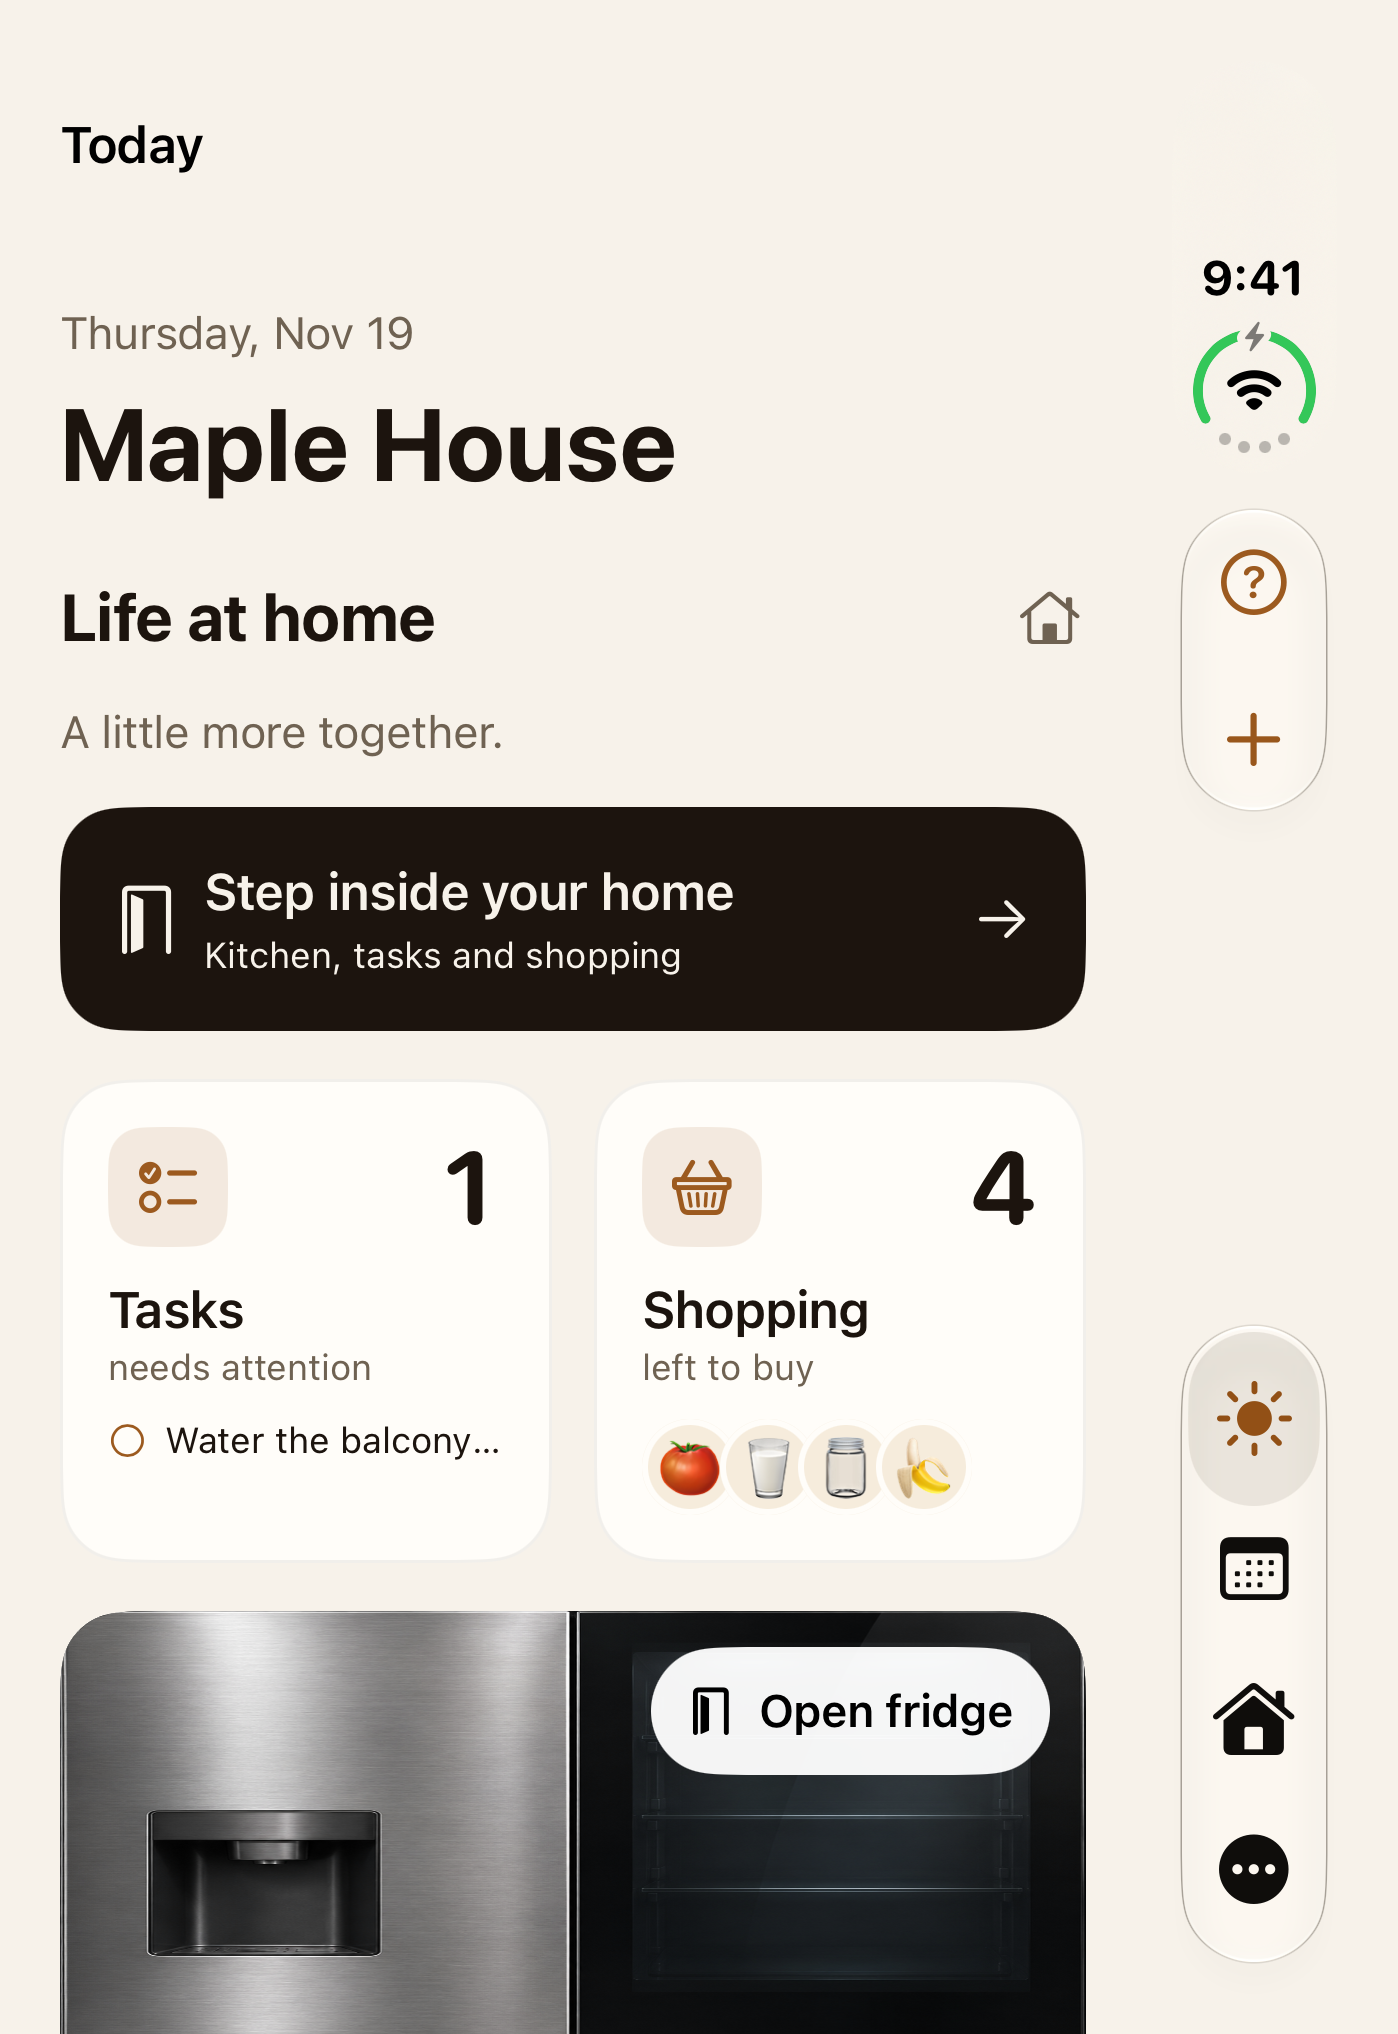 Today
9:41
Thursday, Nov 19
Maple House
Life at home
A little more together.
Step inside your home
Kitchen, tasks and shopping
1
Tasks
needs attention
Water the balcony...
4
Shopping
left to buy
Open fridge